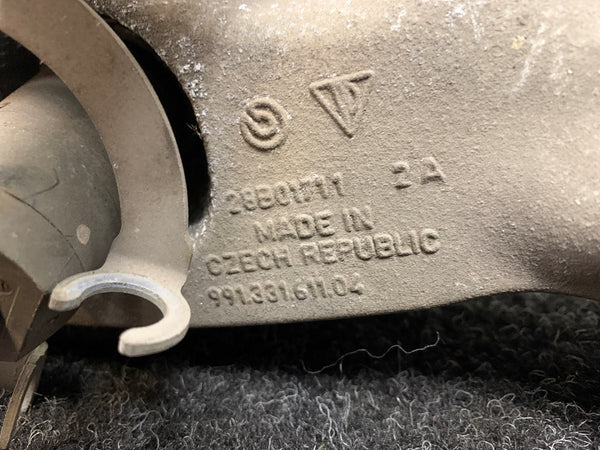 28B01711 2A
MADE IN
CZECH REPUBLIC
991.331.611.04